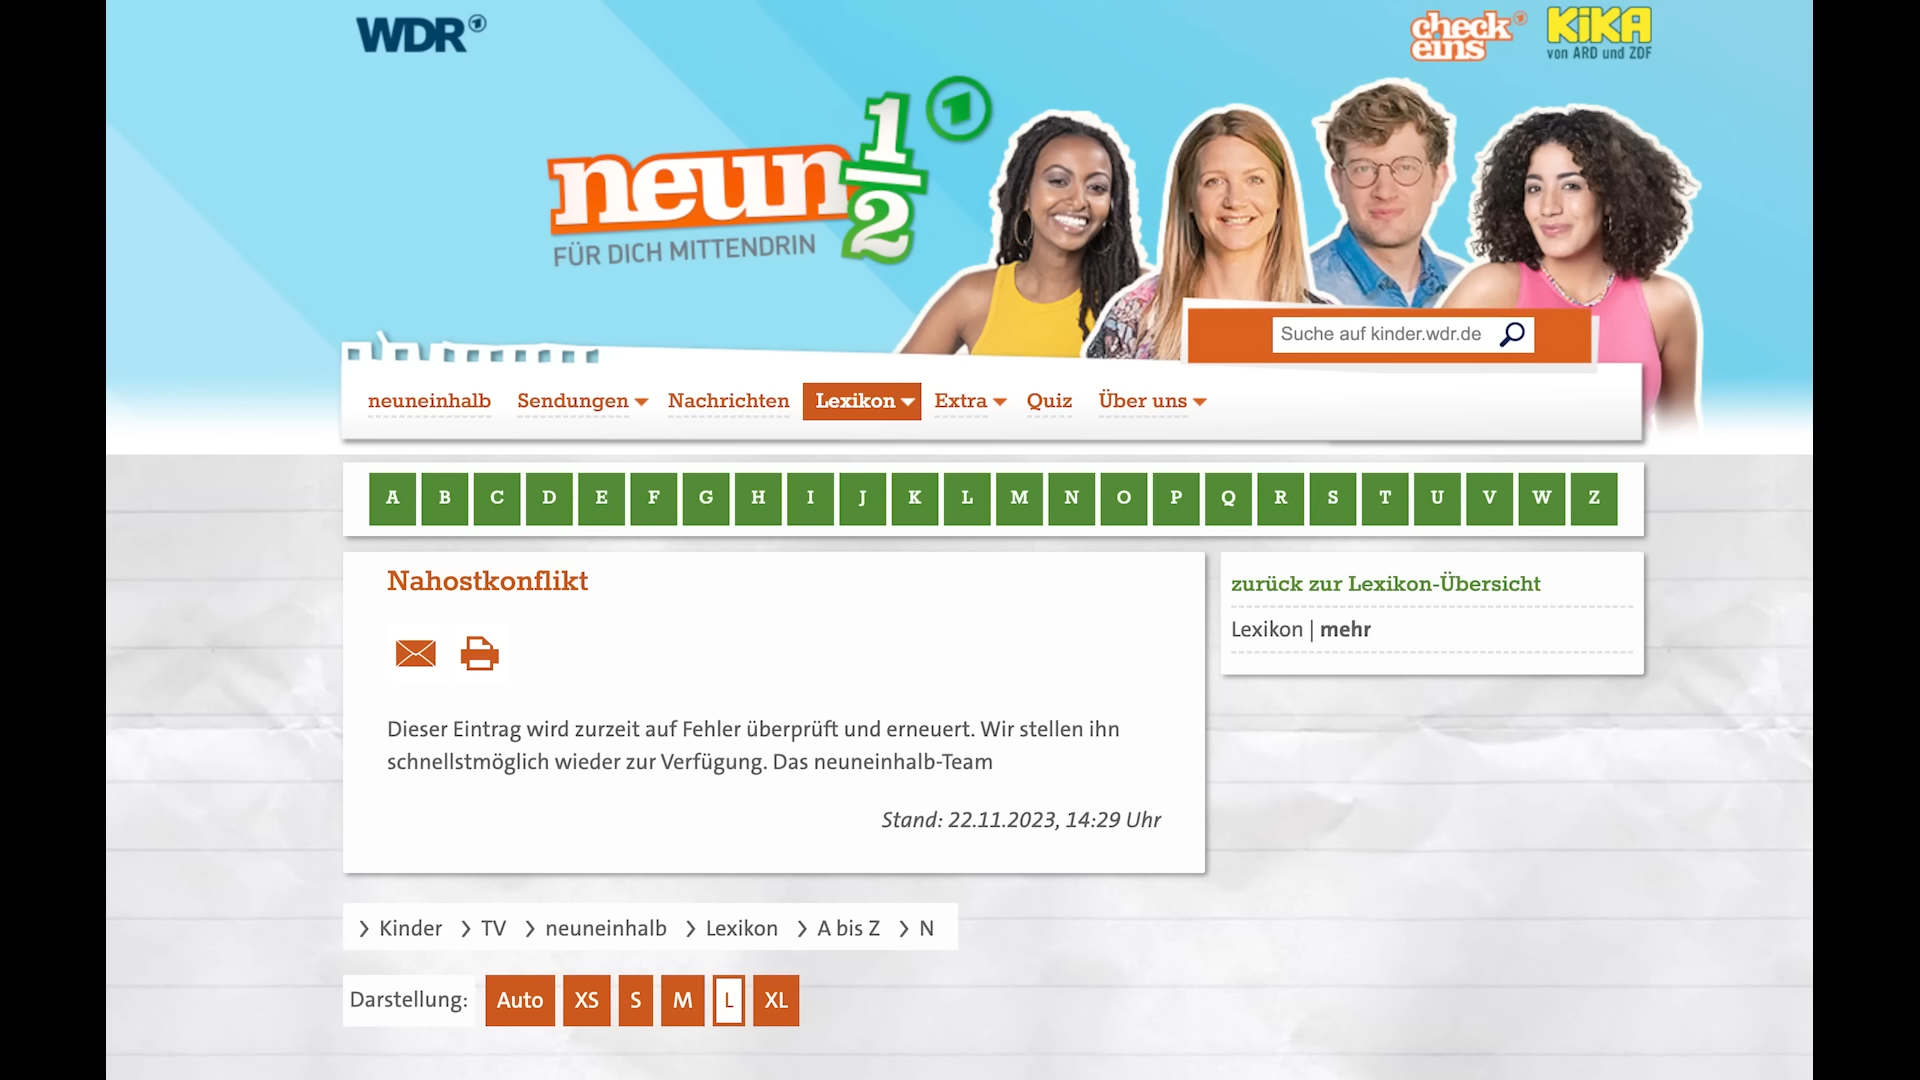 WDR
check
eins
KiKA
von ARD und ZDF
neun 1/2
FÜR DICH MITTENDRIN
Suche auf kinder.wdr.de
neuneinhalb Sendungen Nachrichten Lexikon Extra Quiz Über uns
A B C D E F G H I J K L M N O P Q R S T U V W Z
Nahostkonflikt
Dieser Eintrag wird zurzeit auf Fehler überprüft und erneuert. Wir stellen ihn
schnellstmöglich wieder zur Verfügung. Das neuneinhalb-Team
Stand: 22.11.2023, 14:29 Uhr
zurück zur Lexikon-Übersicht
Lexikon | mehr
Kinder TV neuneinhalb Lexikon A bis Z N
Darstellung: Auto XS S M L XL